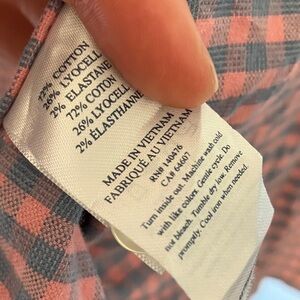 72% COTTON
26% LYOCELL
2% ELASTANE
72% COTON
26% LYOCELL
2% ÉLASTHANNE
MADE IN VIETNAM
FABRIQUÉ AU VIETNAM
RN# 140476
CA# 64607
Turn inside out. Machine wash cold
with like colors. Gentle cycle. Do
not bleach. Tumble dry low. Remove
promptly. Cool iron when needed.